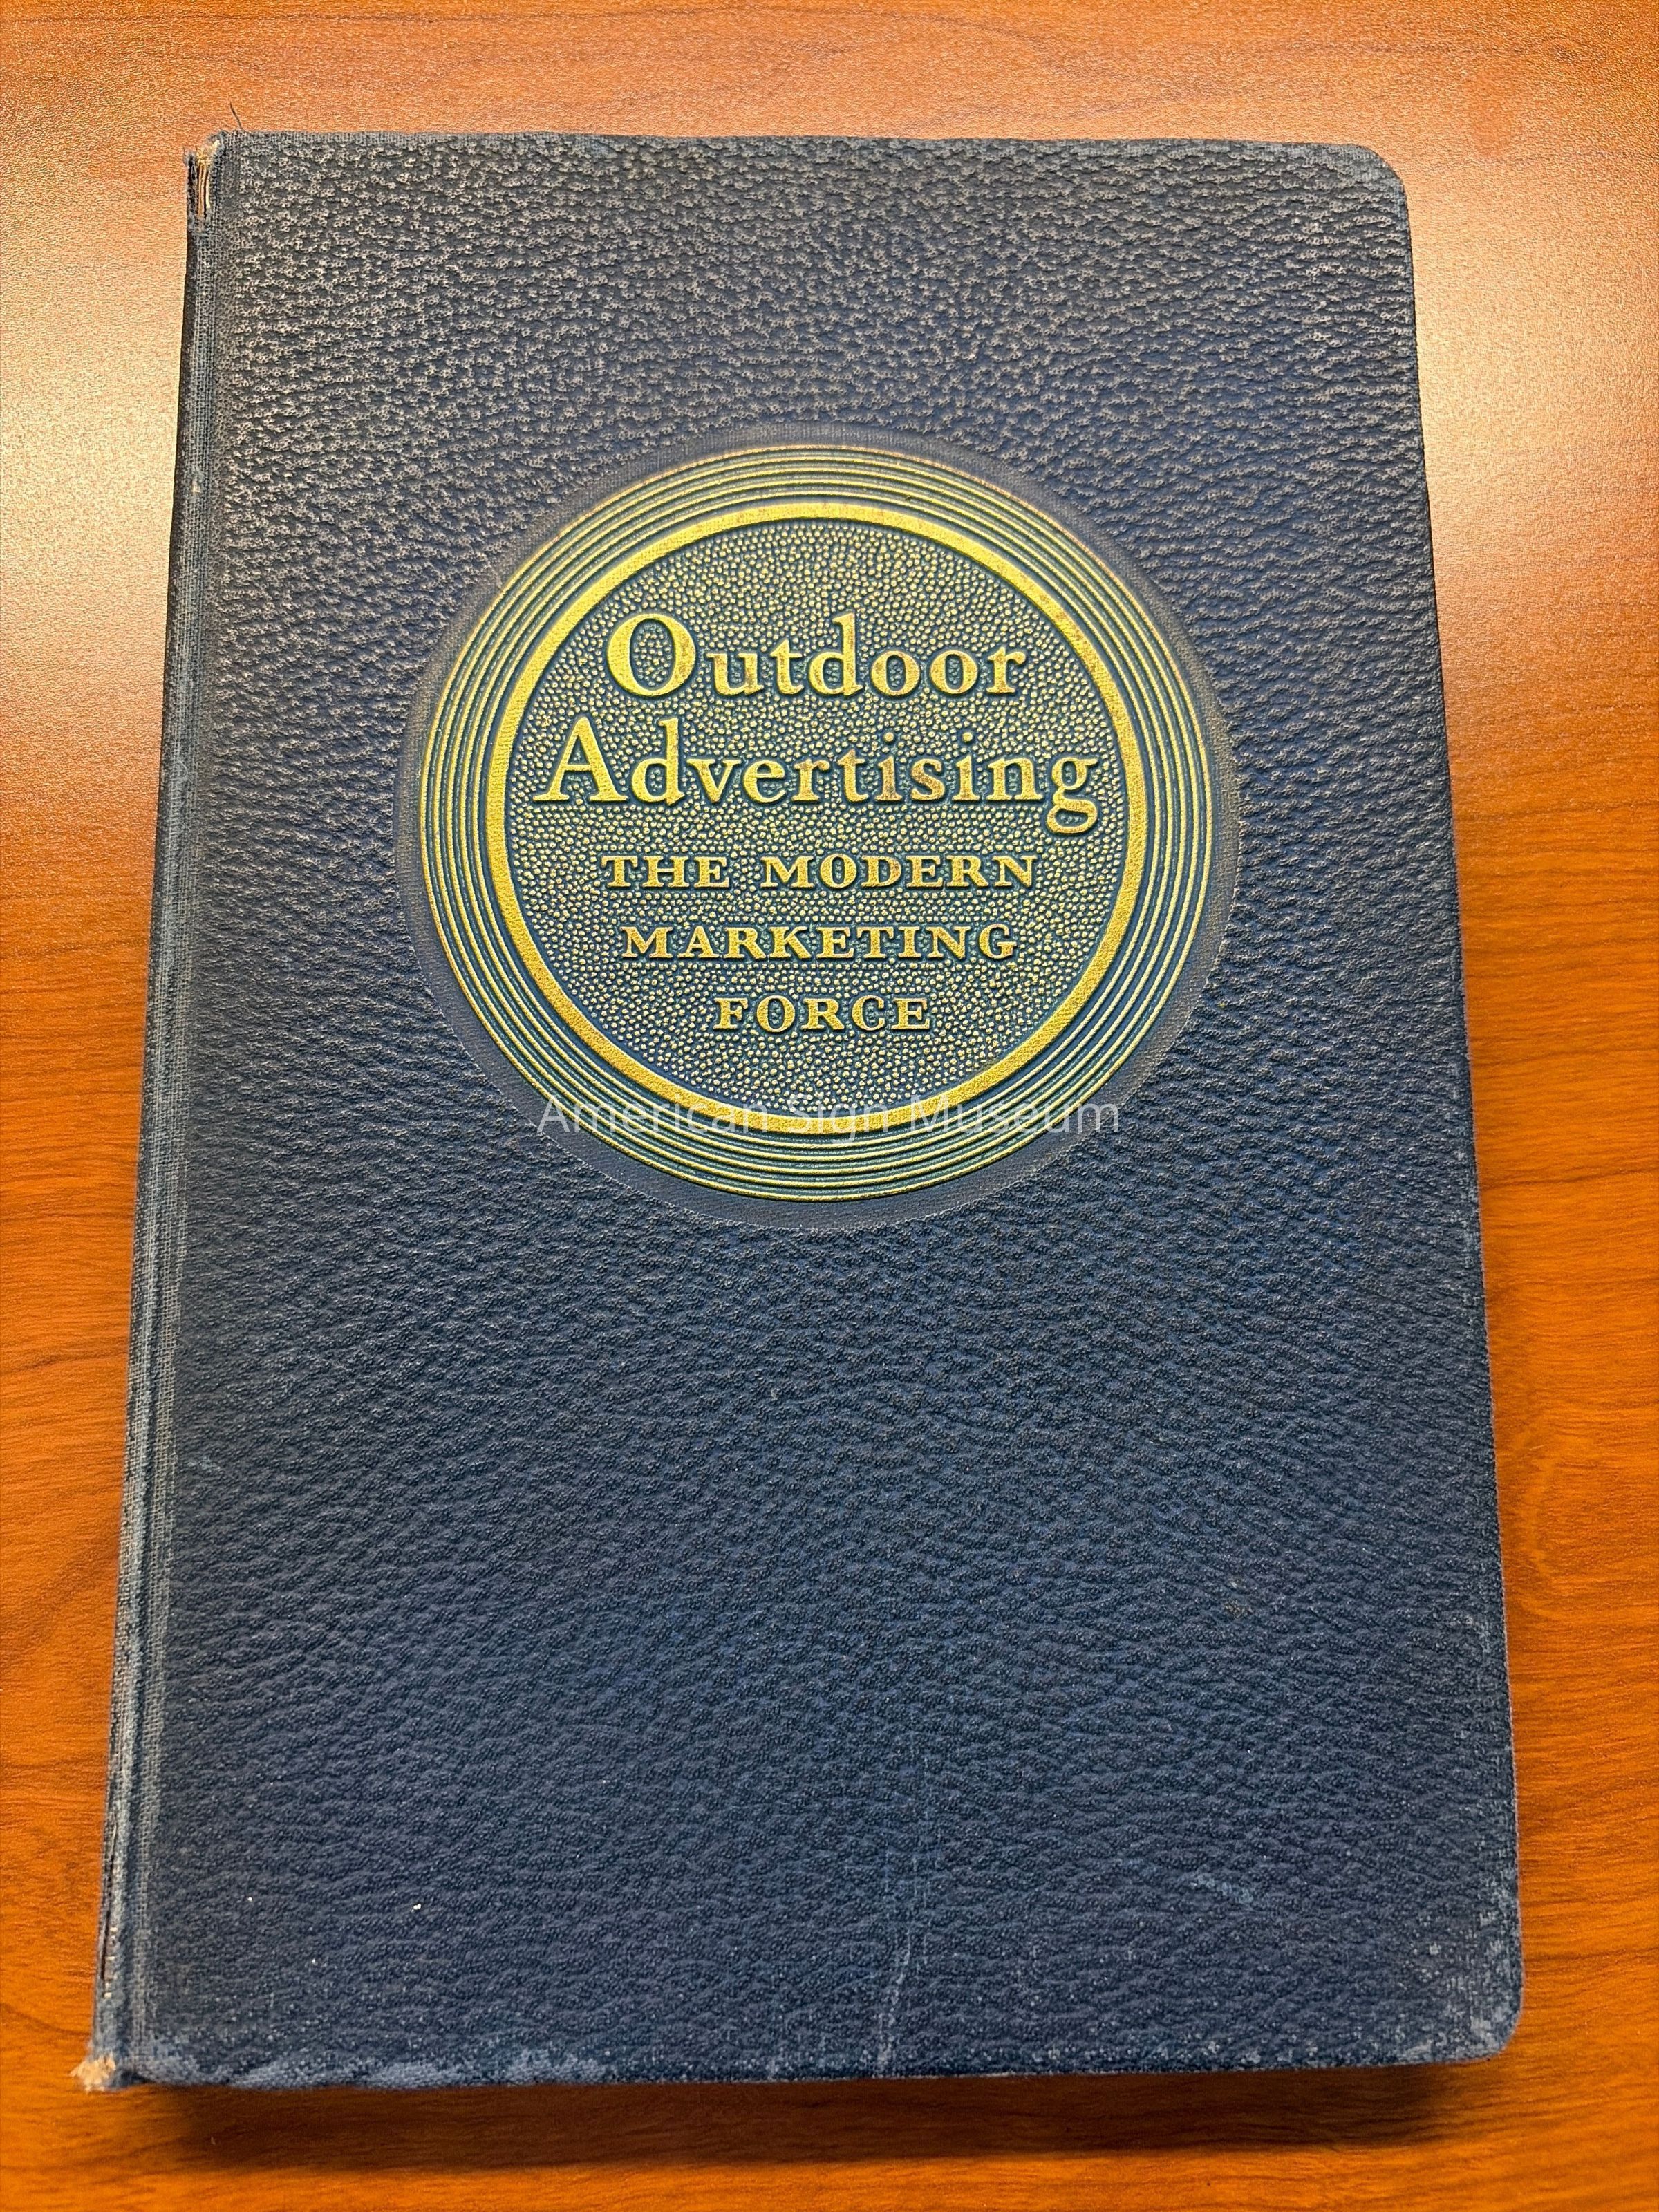 Outdoor
Advertising
THE MODERN
MARKETING
FORCE
American Sign Museum